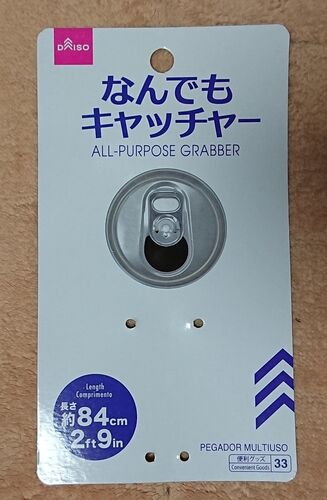 DAISO
なんでも
キャッチャー
ALL-PURPOSE GRABBER
Length
Comprimento
長さ
約84cm
2ft9in
PEGADOR MULTIUSO
便利グッズ
Convenient Goods
33